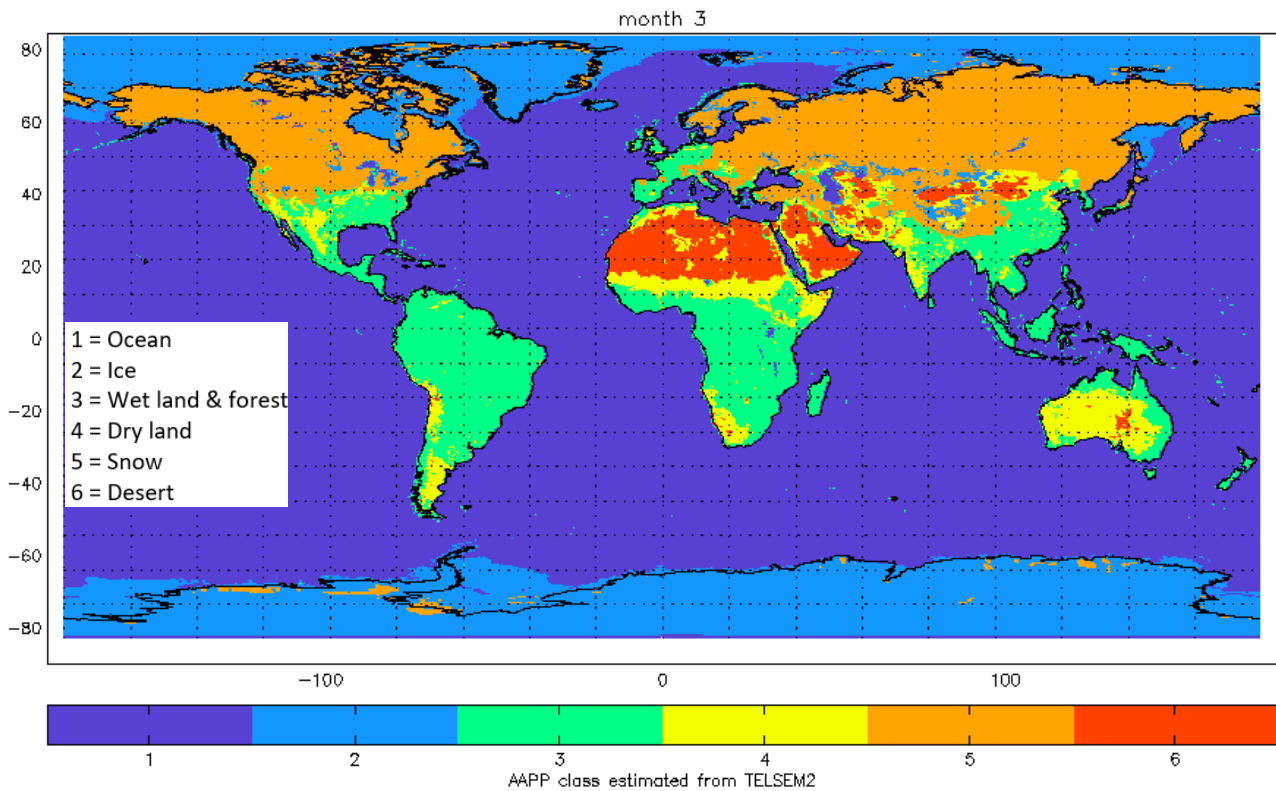 month 3
80
60
40
20
0
−20
−40
−60
−80
1 = Ocean
2 = Ice
3 = Wet land & forest
4 = Dry land
5 = Snow
6 = Desert
−100 0 100
1 2 3 4 5 6
AAPP class estimated from TELSEM2